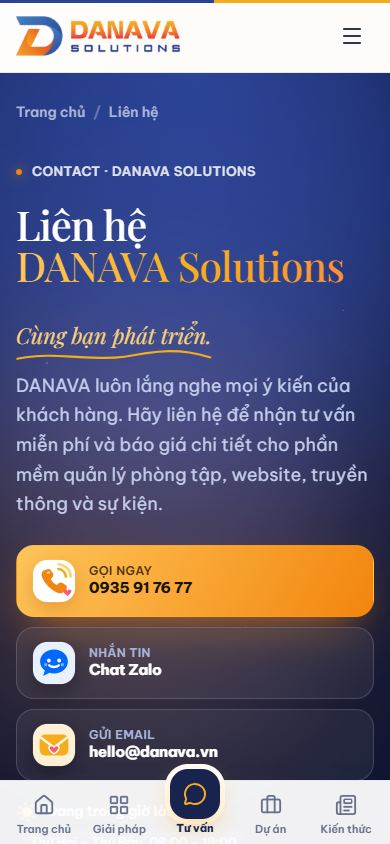 DANAVA
SOLUTIONS
Trang chủ / Liên hệ
CONTACT · DANAVA SOLUTIONS
Liên hệ
DANAVA Solutions
Cùng bạn phát triển.
DANAVA luôn lắng nghe mọi ý kiến của
khách hàng. Hãy liên hệ để nhận tư vấn
miễn phí và báo giá chi tiết cho phần
mềm quản lý phòng tập, website, truyền
thông và sự kiện.
GỌI NGAY
0935 91 76 77
NHẮN TIN
Chat Zalo
GỬI EMAIL
hello@danava.vn
trong giờ
Trang chủ
Giải pháp
Tư vấn
Dự án
Kiến thức